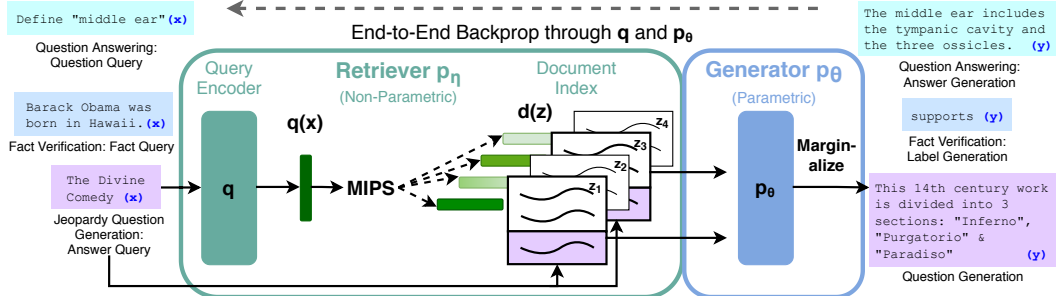 Define "middle ear"(x)
Question Answering:
Question Query
Barack Obama was
born in Hawaii.(x)
Fact Verification: Fact Query
The Divine
Comedy (x)
Jeopardy Question
Generation:
Answer Query
End-to-End Backprop through q and pθ
Query
Encoder
Retriever pη
(Non-Parametric)
Document
Index
q
q(x)
MIPS
d(z)
z4
z3
z2
z1
Generator pθ
(Parametric)
pθ
Margin-
alize
The middle ear includes
the tympanic cavity and
the three ossicles. (y)
Question Answering:
Answer Generation
supports (y)
Fact Verification:
Label Generation
This 14th century work
is divided into 3
sections: "Inferno",
"Purgatorio" &
"Paradiso" (y)
Question Generation